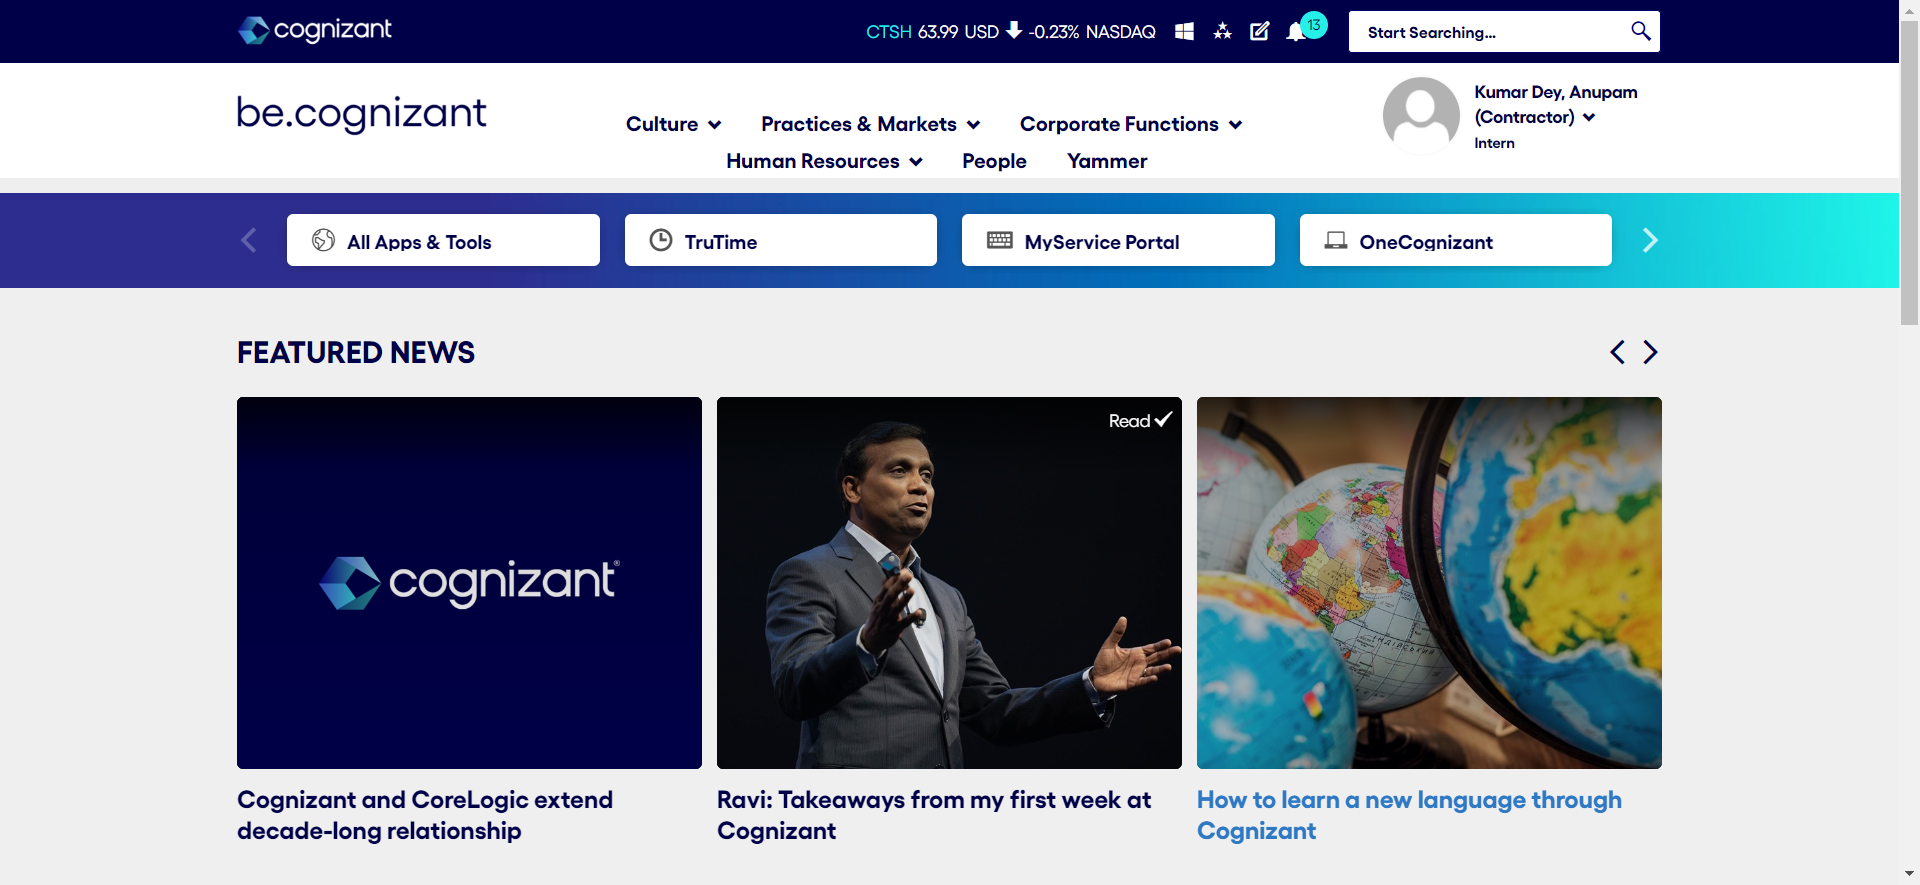 cognizant
CTSH 63.99 USD -0.23% NASDAQ
13
Start Searching...
be.cognizant
Culture
Practices & Markets
Corporate Functions
Human Resources
People
Yammer
Kumar Dey, Anupam
(Contractor)
Intern
All Apps & Tools
TruTime
MyService Portal
OneCognizant
FEATURED NEWS
cognizant®
Read
Cognizant and CoreLogic extend
decade-long relationship
Ravi: Takeaways from my first week at
Cognizant
How to learn a new language through
Cognizant